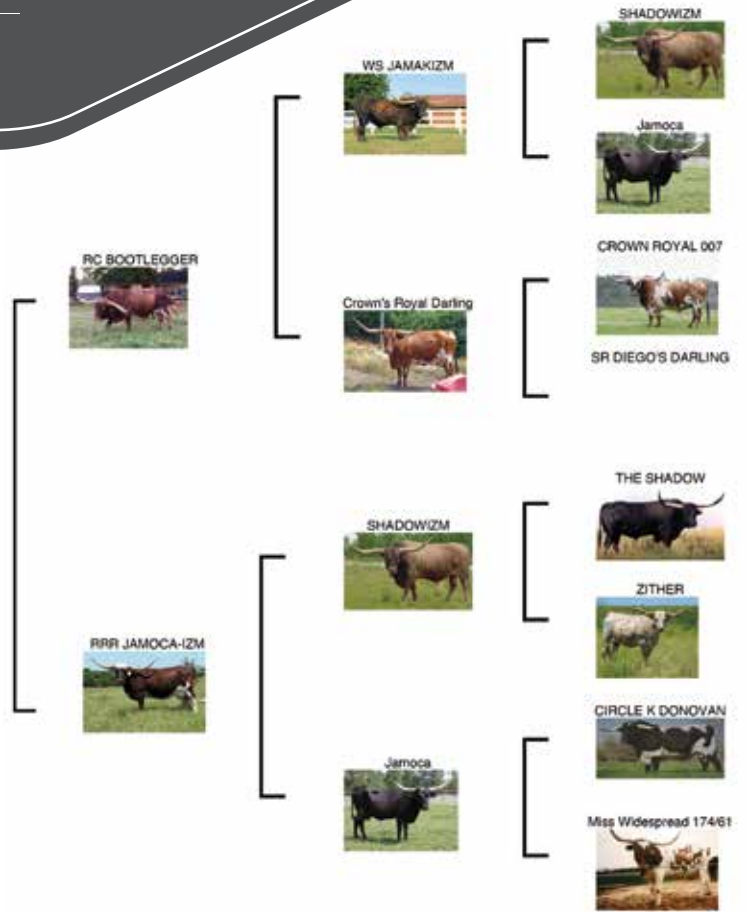 SHADOWIZM
WS JAMAKIZM
Jamoca
CROWN ROYAL 007
RC BOOTLEGGER
Crown's Royal Darling
SR DIEGO'S DARLING
THE SHADOW
SHADOWIZM
ZITHER
RRR JAMOCA-IZM
CIRCLE K DONOVAN
Jamoca
Miss Widespread 174/61